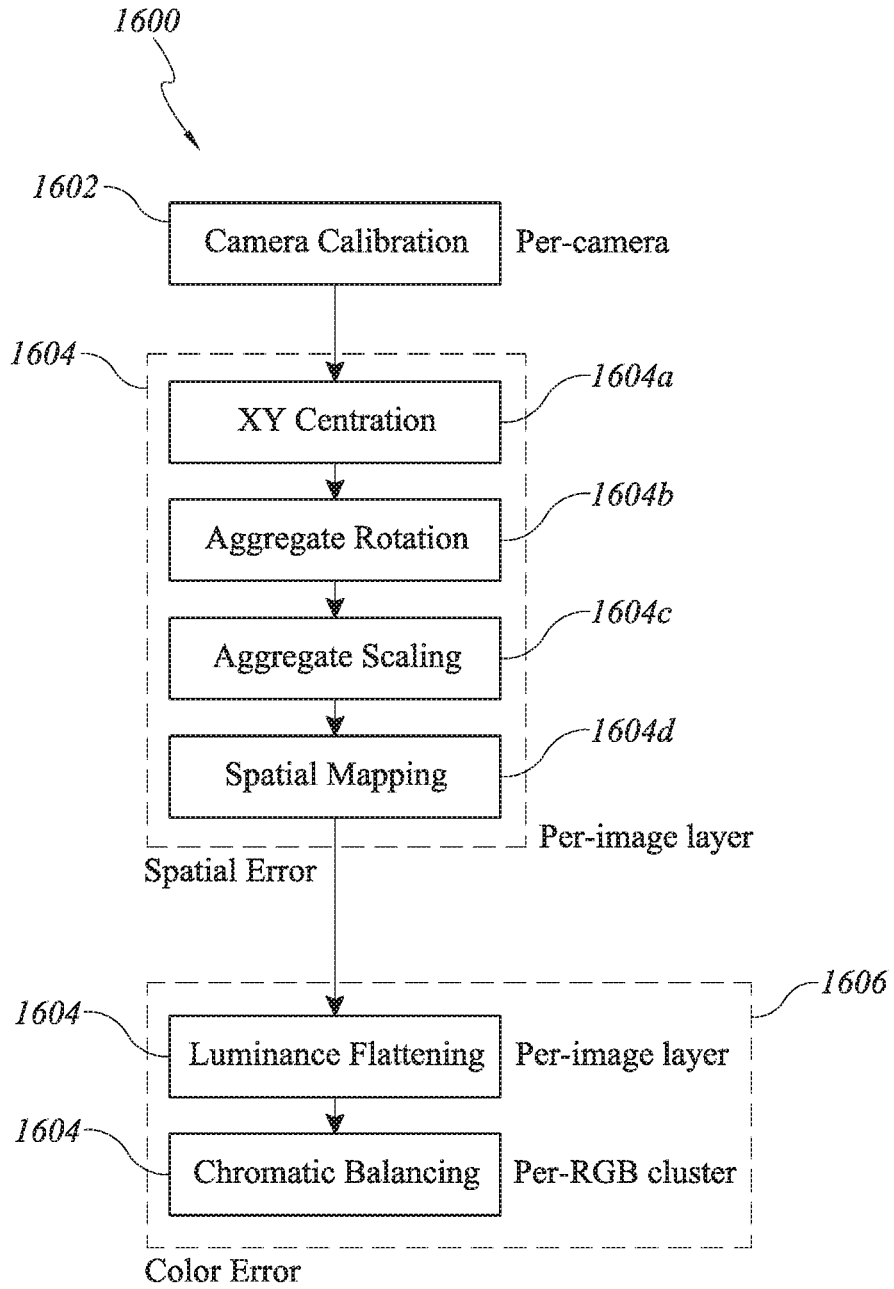 1600
1602
Camera Calibration
Per-camera
1604
1604a
XY Centration
1604b
Aggregate Rotation
1604c
Aggregate Scaling
1604d
Spatial Mapping
Per-image layer
Spatial Error
1606
1604
Luminance Flattening
Per-image layer
1604
Chromatic Balancing
Per-RGB cluster
Color Error